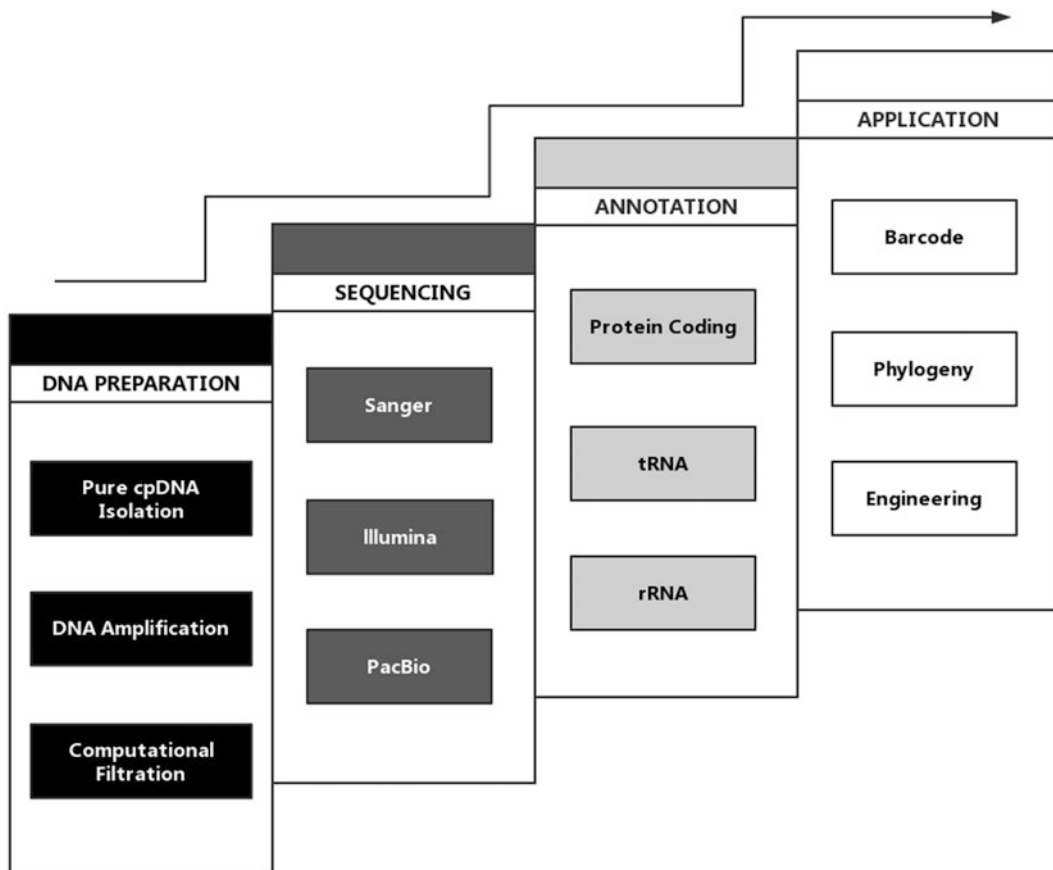 DNA PREPARATION
Pure cpDNA
Isolation
DNA Amplification
Computational
Filtration
SEQUENCING
Sanger
Illumina
PacBio
ANNOTATION
Protein Coding
tRNA
rRNA
APPLICATION
Barcode
Phylogeny
Engineering